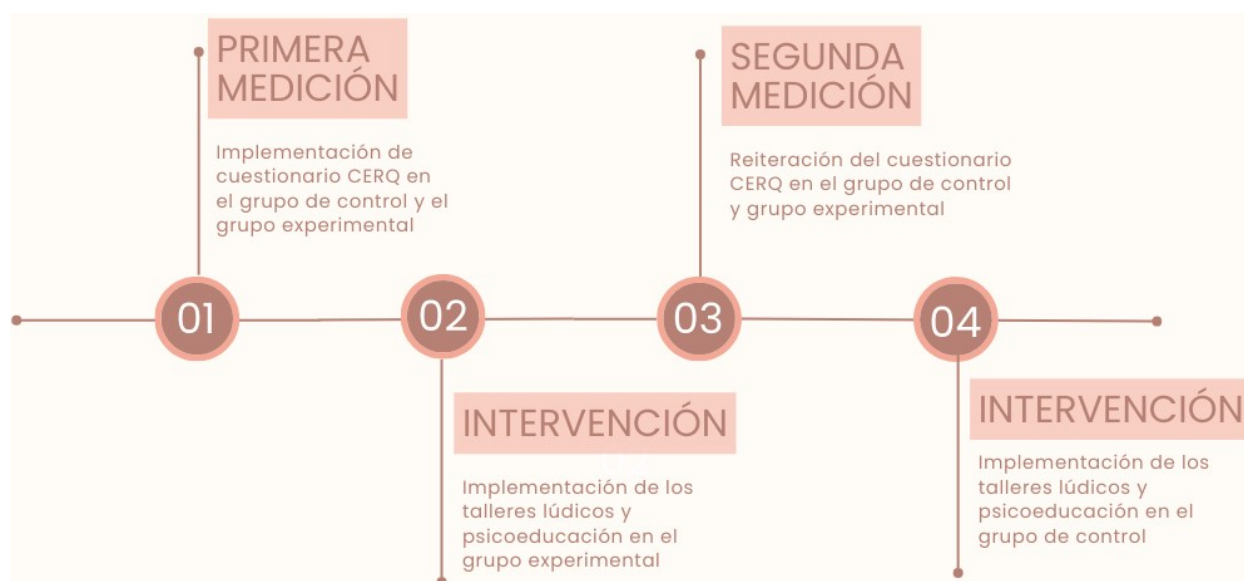 PRIMERA
MEDICIÓN
Implementación de
cuestionario CERQ en
el grupo de control y el
grupo experimental
01
02
INTERVENCIÓN
Implementación de los
talleres lúdicos y
psicoeducación en el
grupo experimental
SEGUNDA
MEDICIÓN
Reiteración del cuestionario
CERQ en el grupo de control
y grupo experimental
03
04
INTERVENCIÓN
Implementación de los
talleres lúdicos y
psicoeducación en el
grupo de control